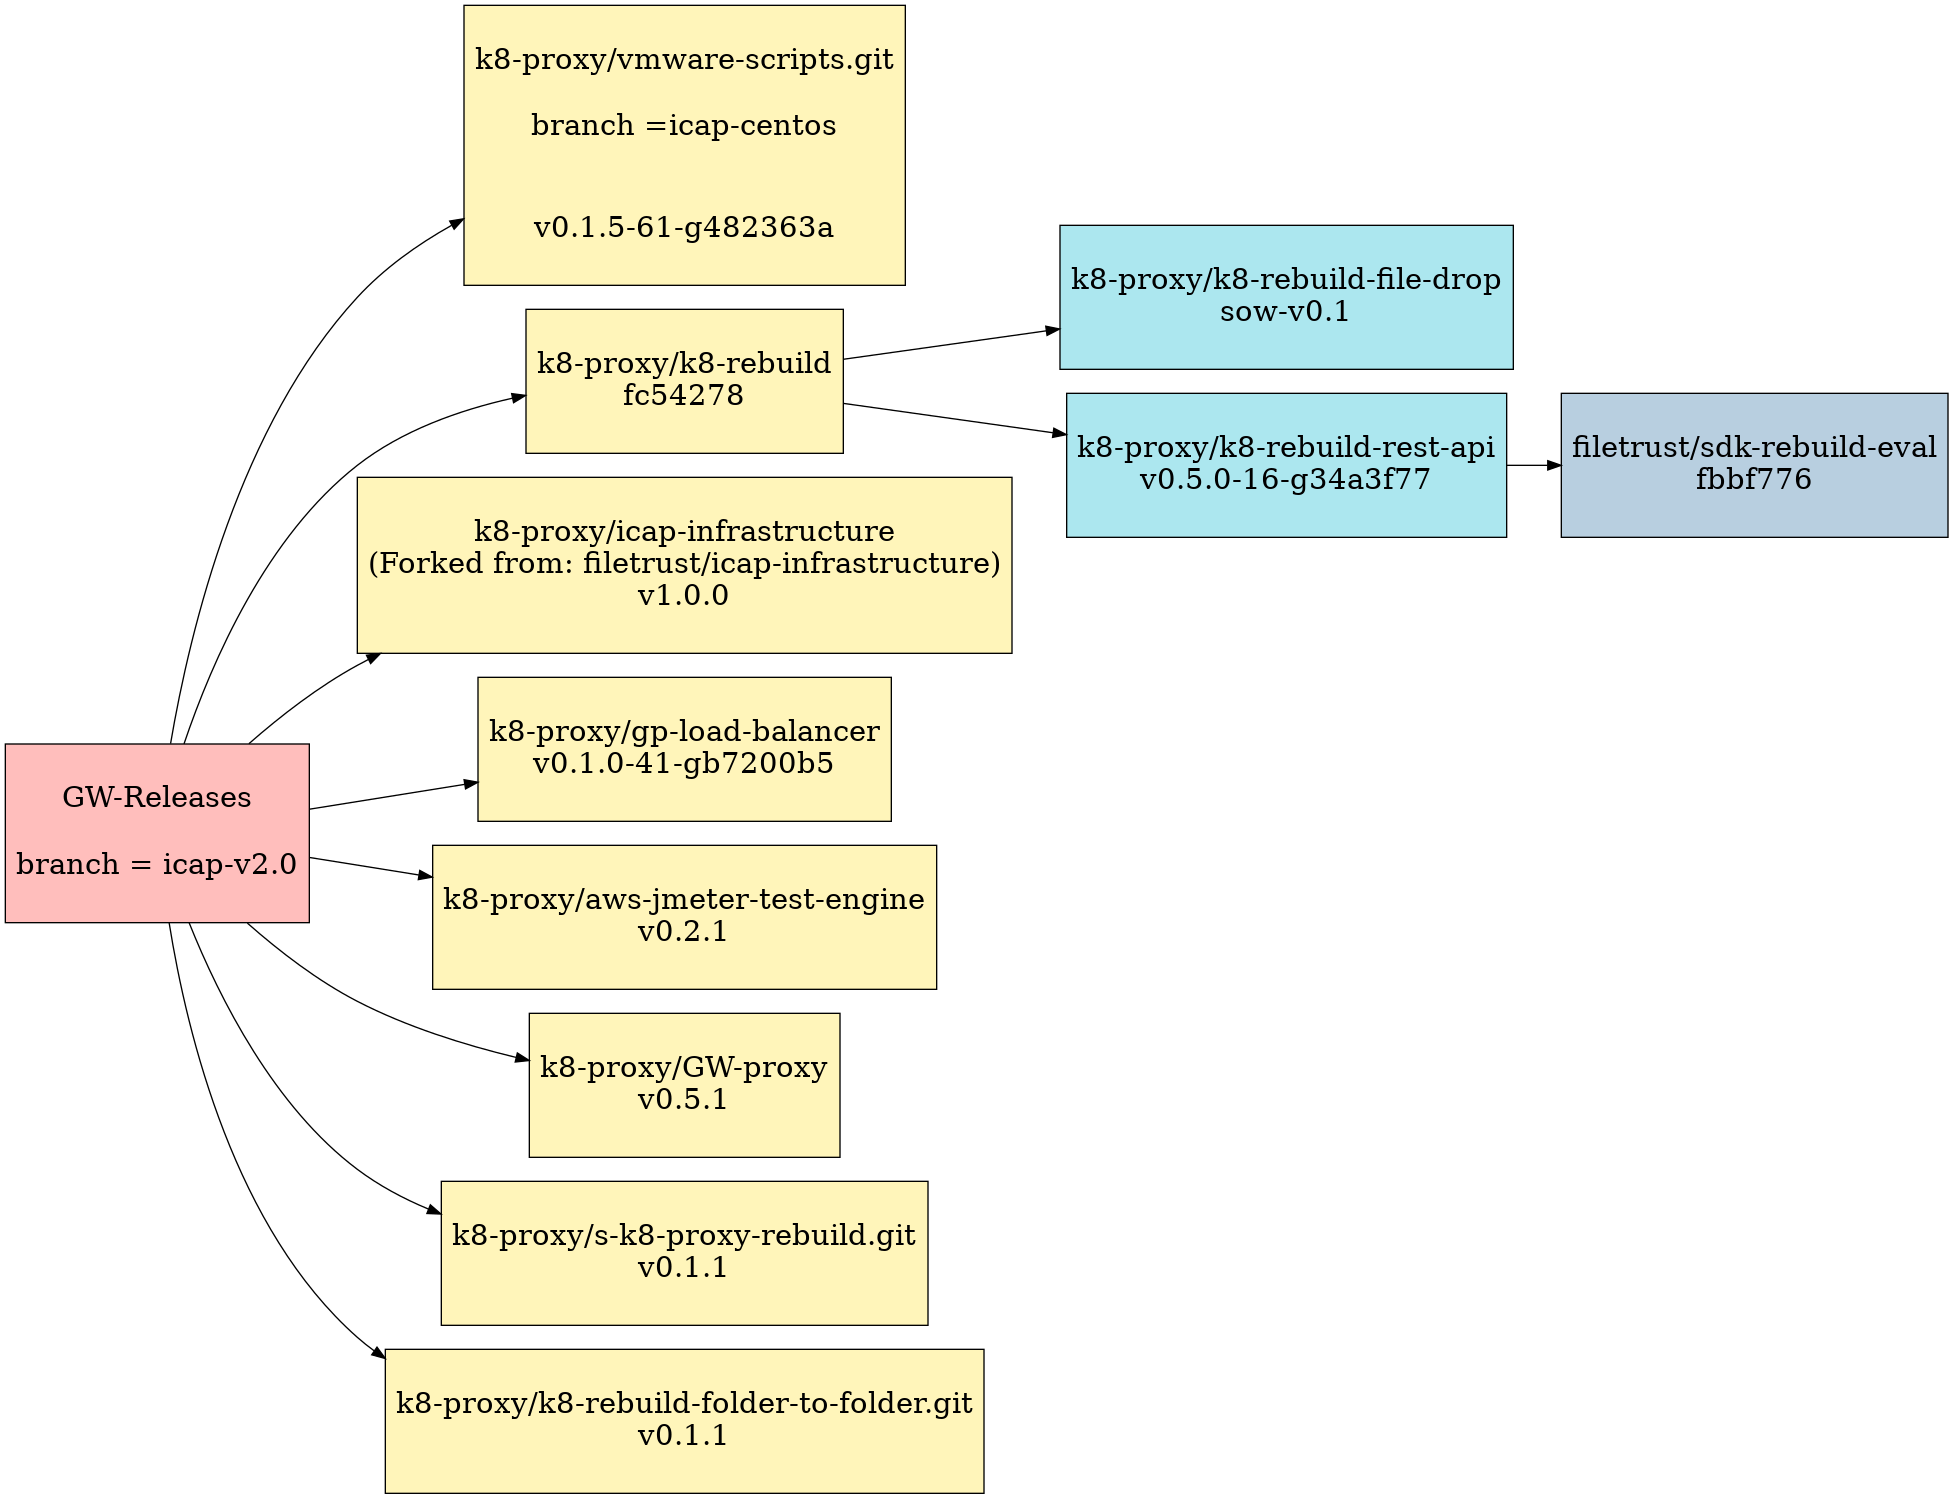 k8-proxy/vmware-scripts.git
branch =icap-centos
v0.1.5-61-g482363a
k8-proxy/k8-rebuild
fc54278
k8-proxy/k8-rebuild-file-drop
sow-v0.1
k8-proxy/k8-rebuild-rest-api
v0.5.0-16-g34a3f77
filetrust/sdk-rebuild-eval
fbbf776
k8-proxy/icap-infrastructure
(Forked from: filetrust/icap-infrastructure)
v1.0.0
GW-Releases
branch = icap-v2.0
k8-proxy/gp-load-balancer
v0.1.0-41-gb7200b5
k8-proxy/aws-jmeter-test-engine
v0.2.1
k8-proxy/GW-proxy
v0.5.1
k8-proxy/s-k8-proxy-rebuild.git
v0.1.1
k8-proxy/k8-rebuild-folder-to-folder.git
v0.1.1